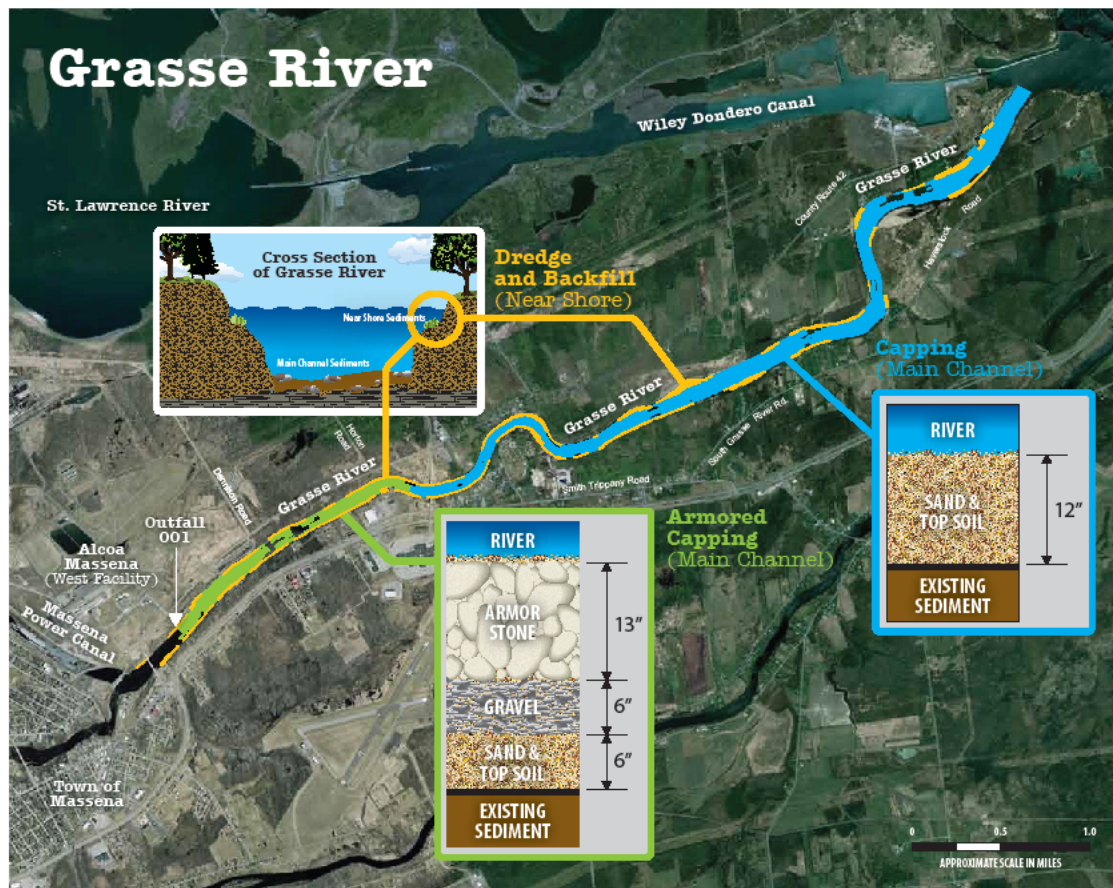 Grasse River
Wiley Dondero Canal
Grasse River
County Route 42
St. Lawrence River
Road
Cross Section
of Grasse River
Near Shore Sediments
Main Channel Sediments
Dredge
and Backfill
(Near Shore)
Capping
(Main Channel)
RIVER
SAND &
TOP SOIL
12"
EXISTING
SEDIMENT
Grasse River
South Grasse River Rd.
Horton
Road
Smith Trippany Road
Dennison Road
Grasse River
Outfall
001
Alcoa
Massena
(West Facility)
Massena
Power Canal
Armored
Capping
(Main Channel)
RIVER
ARMOR
STONE
13"
GRAVEL
6"
SAND &
TOP SOIL
6"
EXISTING
SEDIMENT
Town of
Massena
0 0.5 1.0
APPROXIMATE SCALE IN MILES